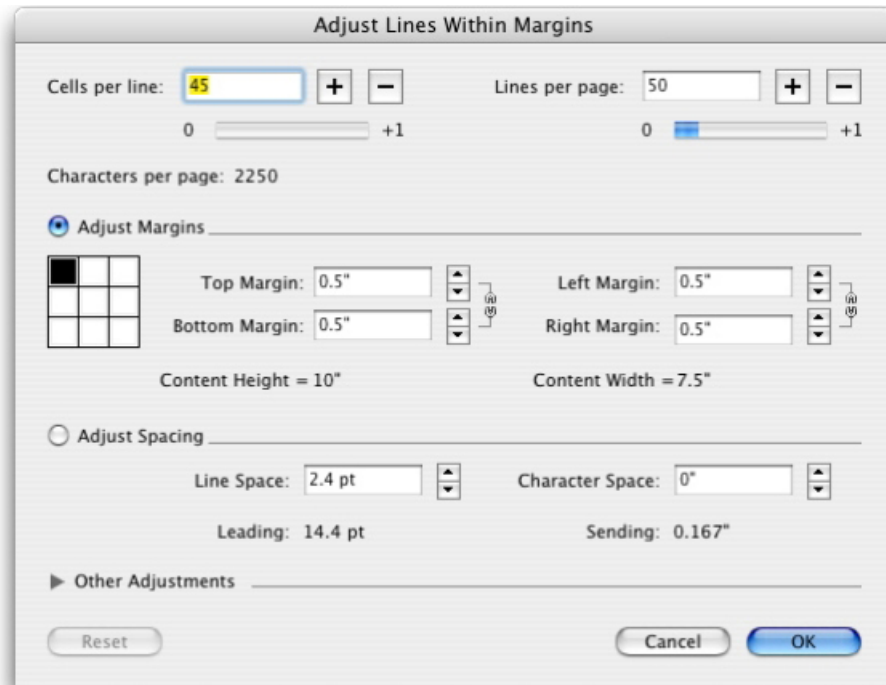 Adjust Lines Within Margins
Cells per line: 45 + − Lines per page: 50 + −
0 +1 0 +1
Characters per page: 2250
Adjust Margins
Top Margin: 0.5" Left Margin: 0.5"
Bottom Margin: 0.5" Right Margin: 0.5"
Content Height = 10" Content Width = 7.5"
Adjust Spacing
Line Space: 2.4 pt Character Space: 0"
Leading: 14.4 pt Sending: 0.167"
Other Adjustments
Reset Cancel OK